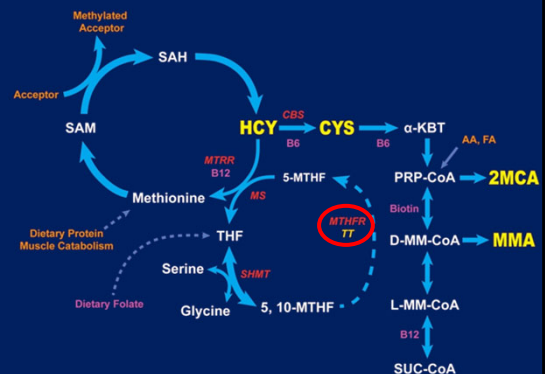 Methylated
Acceptor
SAH
Acceptor
CBS
HCY
CYS
α-KBT
B6
B6
SAM
MTRR
B12
AA, FA
5-MTHF
PRP-CoA
2MCA
MS
Methionine
Biotin
MTHFR
TT
Dietary Protein
Muscle Catabolism
THF
D-MM-CoA
MMA
Serine
SHMT
Dietary Folate
Glycine
5, 10-MTHF
L-MM-CoA
B12
SUC-CoA